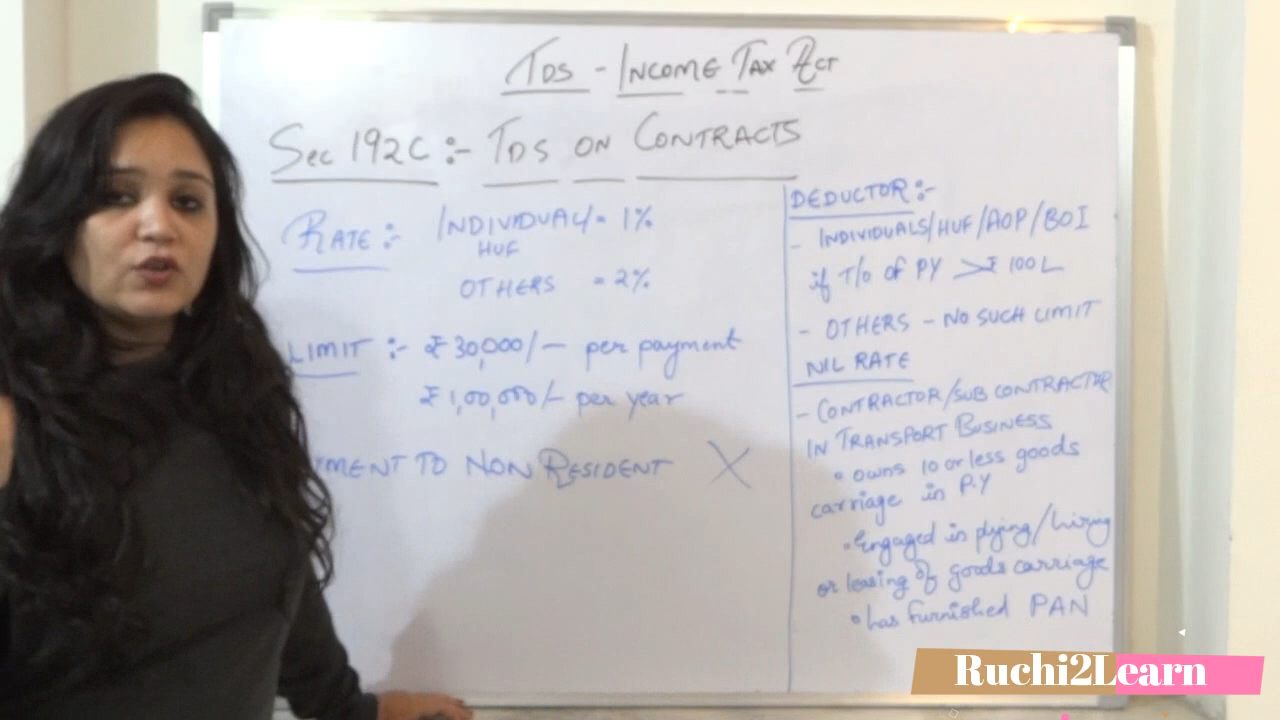 TDS - INCOME TAX ACT
SEC 192C :- TDS ON CONTRACTS
RATE :- INDIVIDUAL/ = 1%
HUF
OTHERS = 2%
LIMIT :- ₹ 30,000/- per payment
₹ 1,00,000/- per year
YMENT TO NON RESIDENT X
DEDUCTOR :-
- INDIVIDUALS/HUF/AOP/BOI
if T/O of PY > ₹ 100 L
- OTHERS - NO SUCH LIMIT
NIL RATE
- CONTRACTOR/SUB CONTRACTOR
IN TRANSPORT BUSINESS
• owns 10 or less goods
carriage in P.Y
• Engaged in plying/hiring
or leasing of goods carriage
• has furnished PAN
Ruchi2Learn